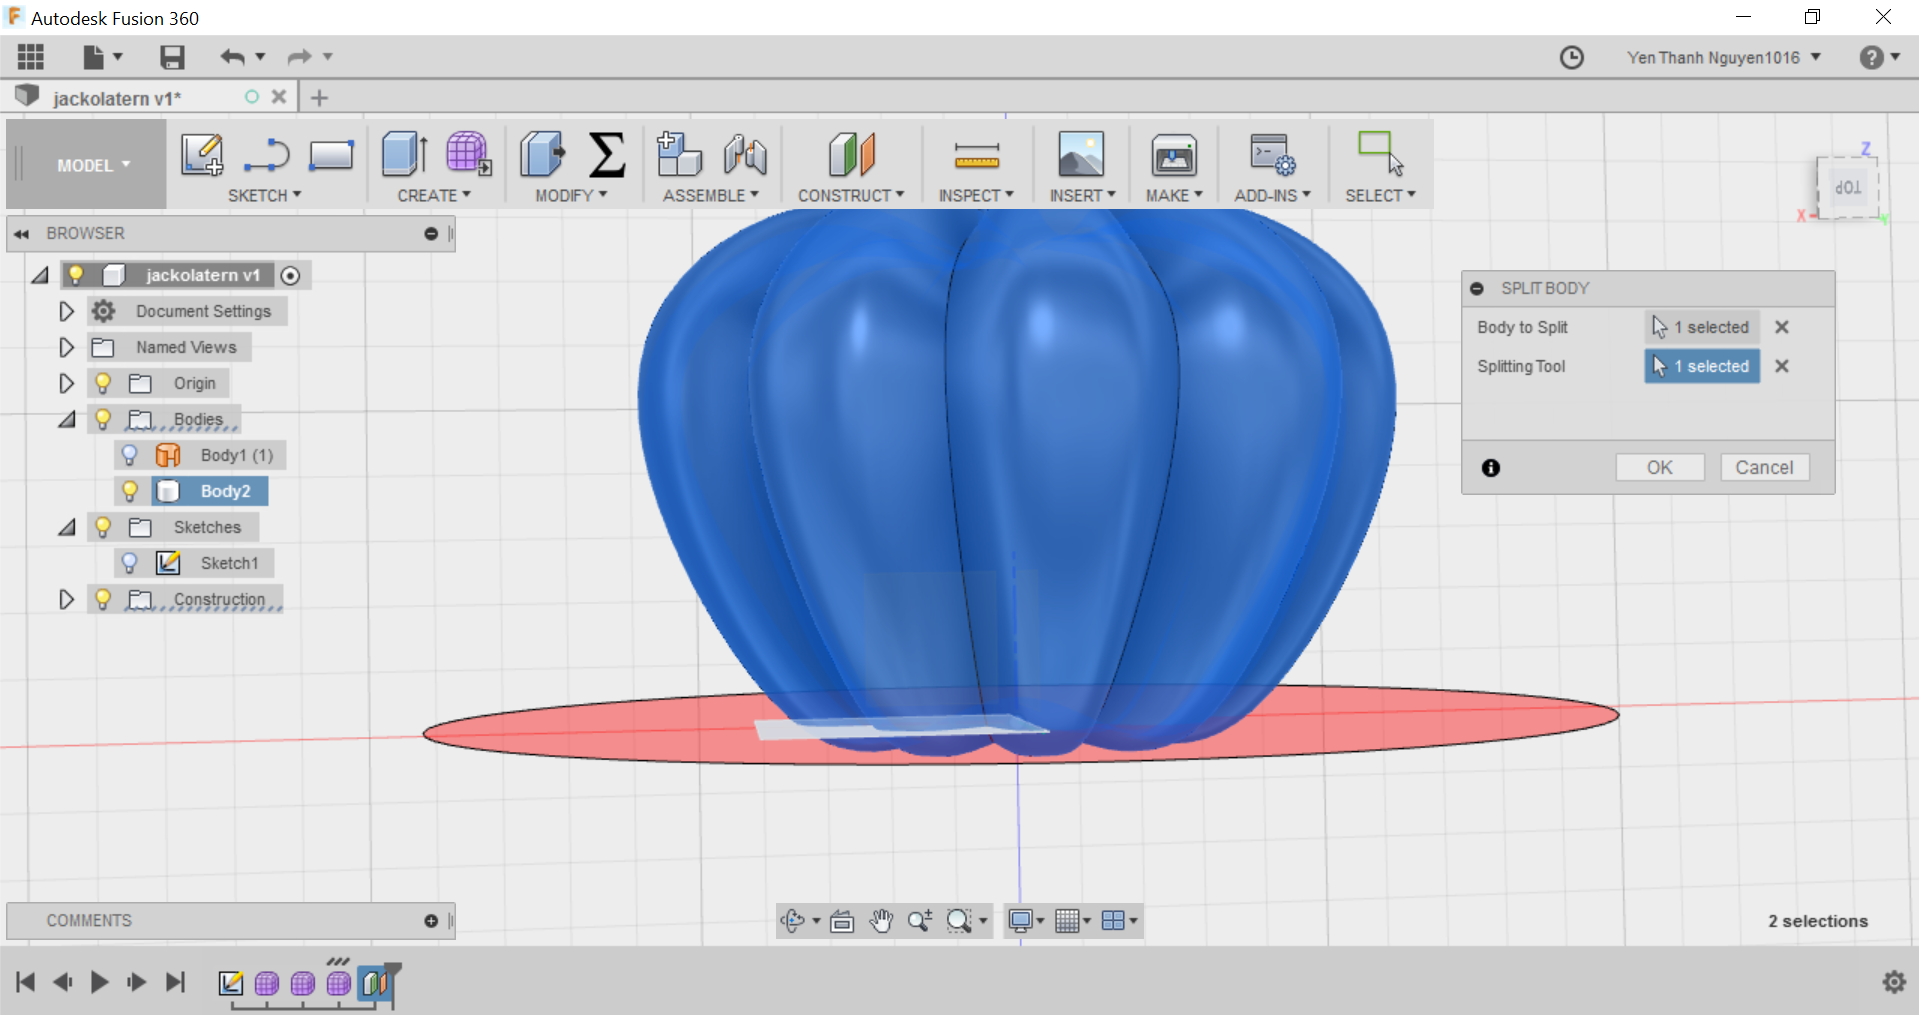 Autodesk Fusion 360
Yen Thanh Nguyen1016
jackolatern v1*
MODEL
SKETCH
CREATE
MODIFY
ASSEMBLE
CONSTRUCT
INSPECT
INSERT
MAKE
ADD-INS
SELECT
Z
TOP
X
Y
BROWSER
jackolatern v1
Document Settings
Named Views
Origin
Bodies
Body1 (1)
Body2
Sketches
Sketch1
Construction
SPLIT BODY
Body to Split 1 selected
Splitting Tool 1 selected
OK Cancel
COMMENTS
2 selections